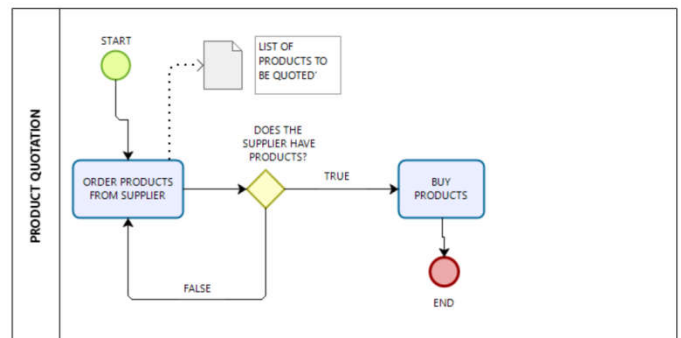 PRODUCT QUOTATION
START
LIST OF
PRODUCTS TO
BE QUOTED'
DOES THE
SUPPLIER HAVE
PRODUCTS?
ORDER PRODUCTS
FROM SUPPLIER
TRUE
BUY
PRODUCTS
FALSE
END